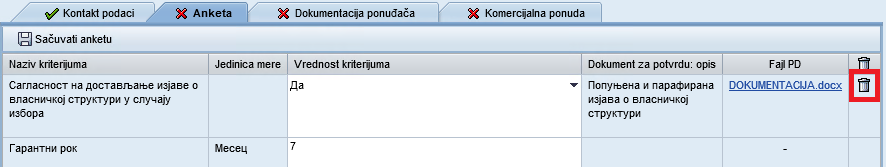 Kontakt podaci Anketa Dokumentacija ponuđača Komercijalna ponuda
Sačuvati anketu
Naziv kriterijuma Jedinica mere Vrednost kriterijuma Dokument za potvrdu: opis Fajl PD
Сагласност на достављање изјаве о власничкој структури у случају избора
Da
Попуњена и парафирана изјава о власничкој структури
DOKUMENTACIJA.docx
Гарантни рок Месец 7 -